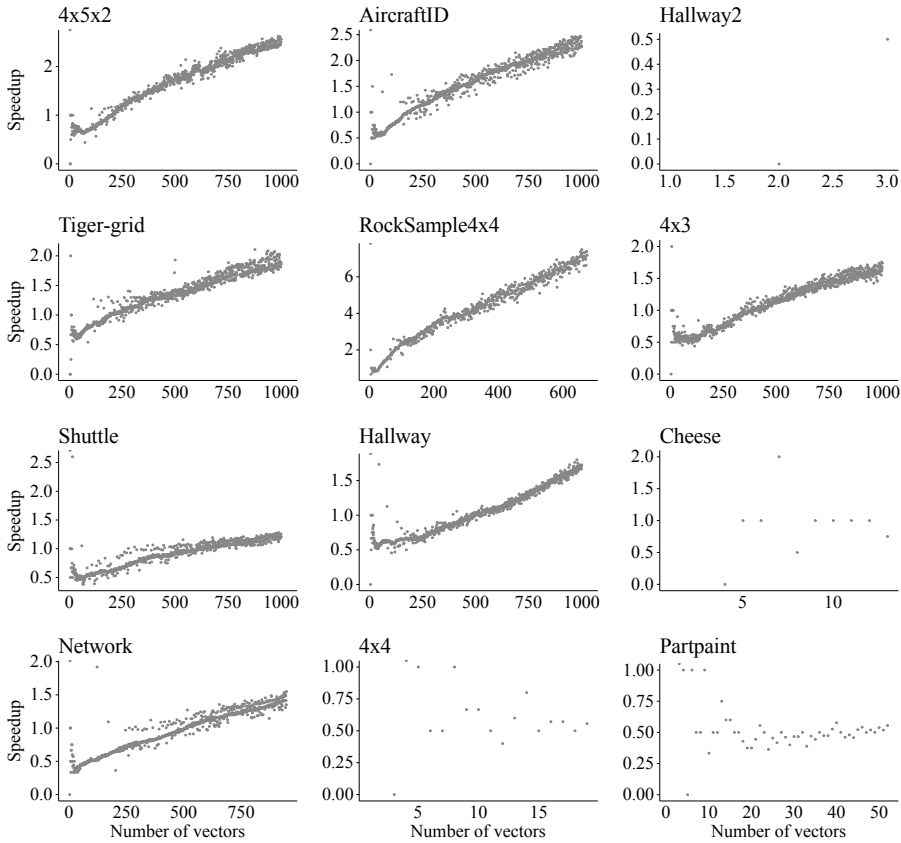 4x5x2 AircraftID Hallway2
Speedup
2
1
0
0 250 500 750 1000
2.5
2.0
1.5
1.0
0.5
0.0
0 250 500 750 1000
0.5
0.4
0.3
0.2
0.1
0.0
1.0 1.5 2.0 2.5 3.0
Tiger-grid RockSample4x4 4x3
Speedup
2.0
1.5
1.0
0.5
0.0
0 250 500 750 1000
6
4
2
0 200 400 600
2.0
1.5
1.0
0.5
0.0
0 250 500 750 1000
Shuttle Hallway Cheese
Speedup
2.5
2.0
1.5
1.0
0.5
0 250 500 750 1000
1.5
1.0
0.5
0.0
0 250 500 750 1000
2.0
1.5
1.0
0.5
0.0
5 10
Network 4x4 Partpaint
Speedup
2.0
1.5
1.0
0.5
0.0
0 250 500 750
Number of vectors
1.00
0.75
0.50
0.25
0.00
5 10 15
Number of vectors
1.00
0.75
0.50
0.25
0.00
0 10 20 30 40 50
Number of vectors